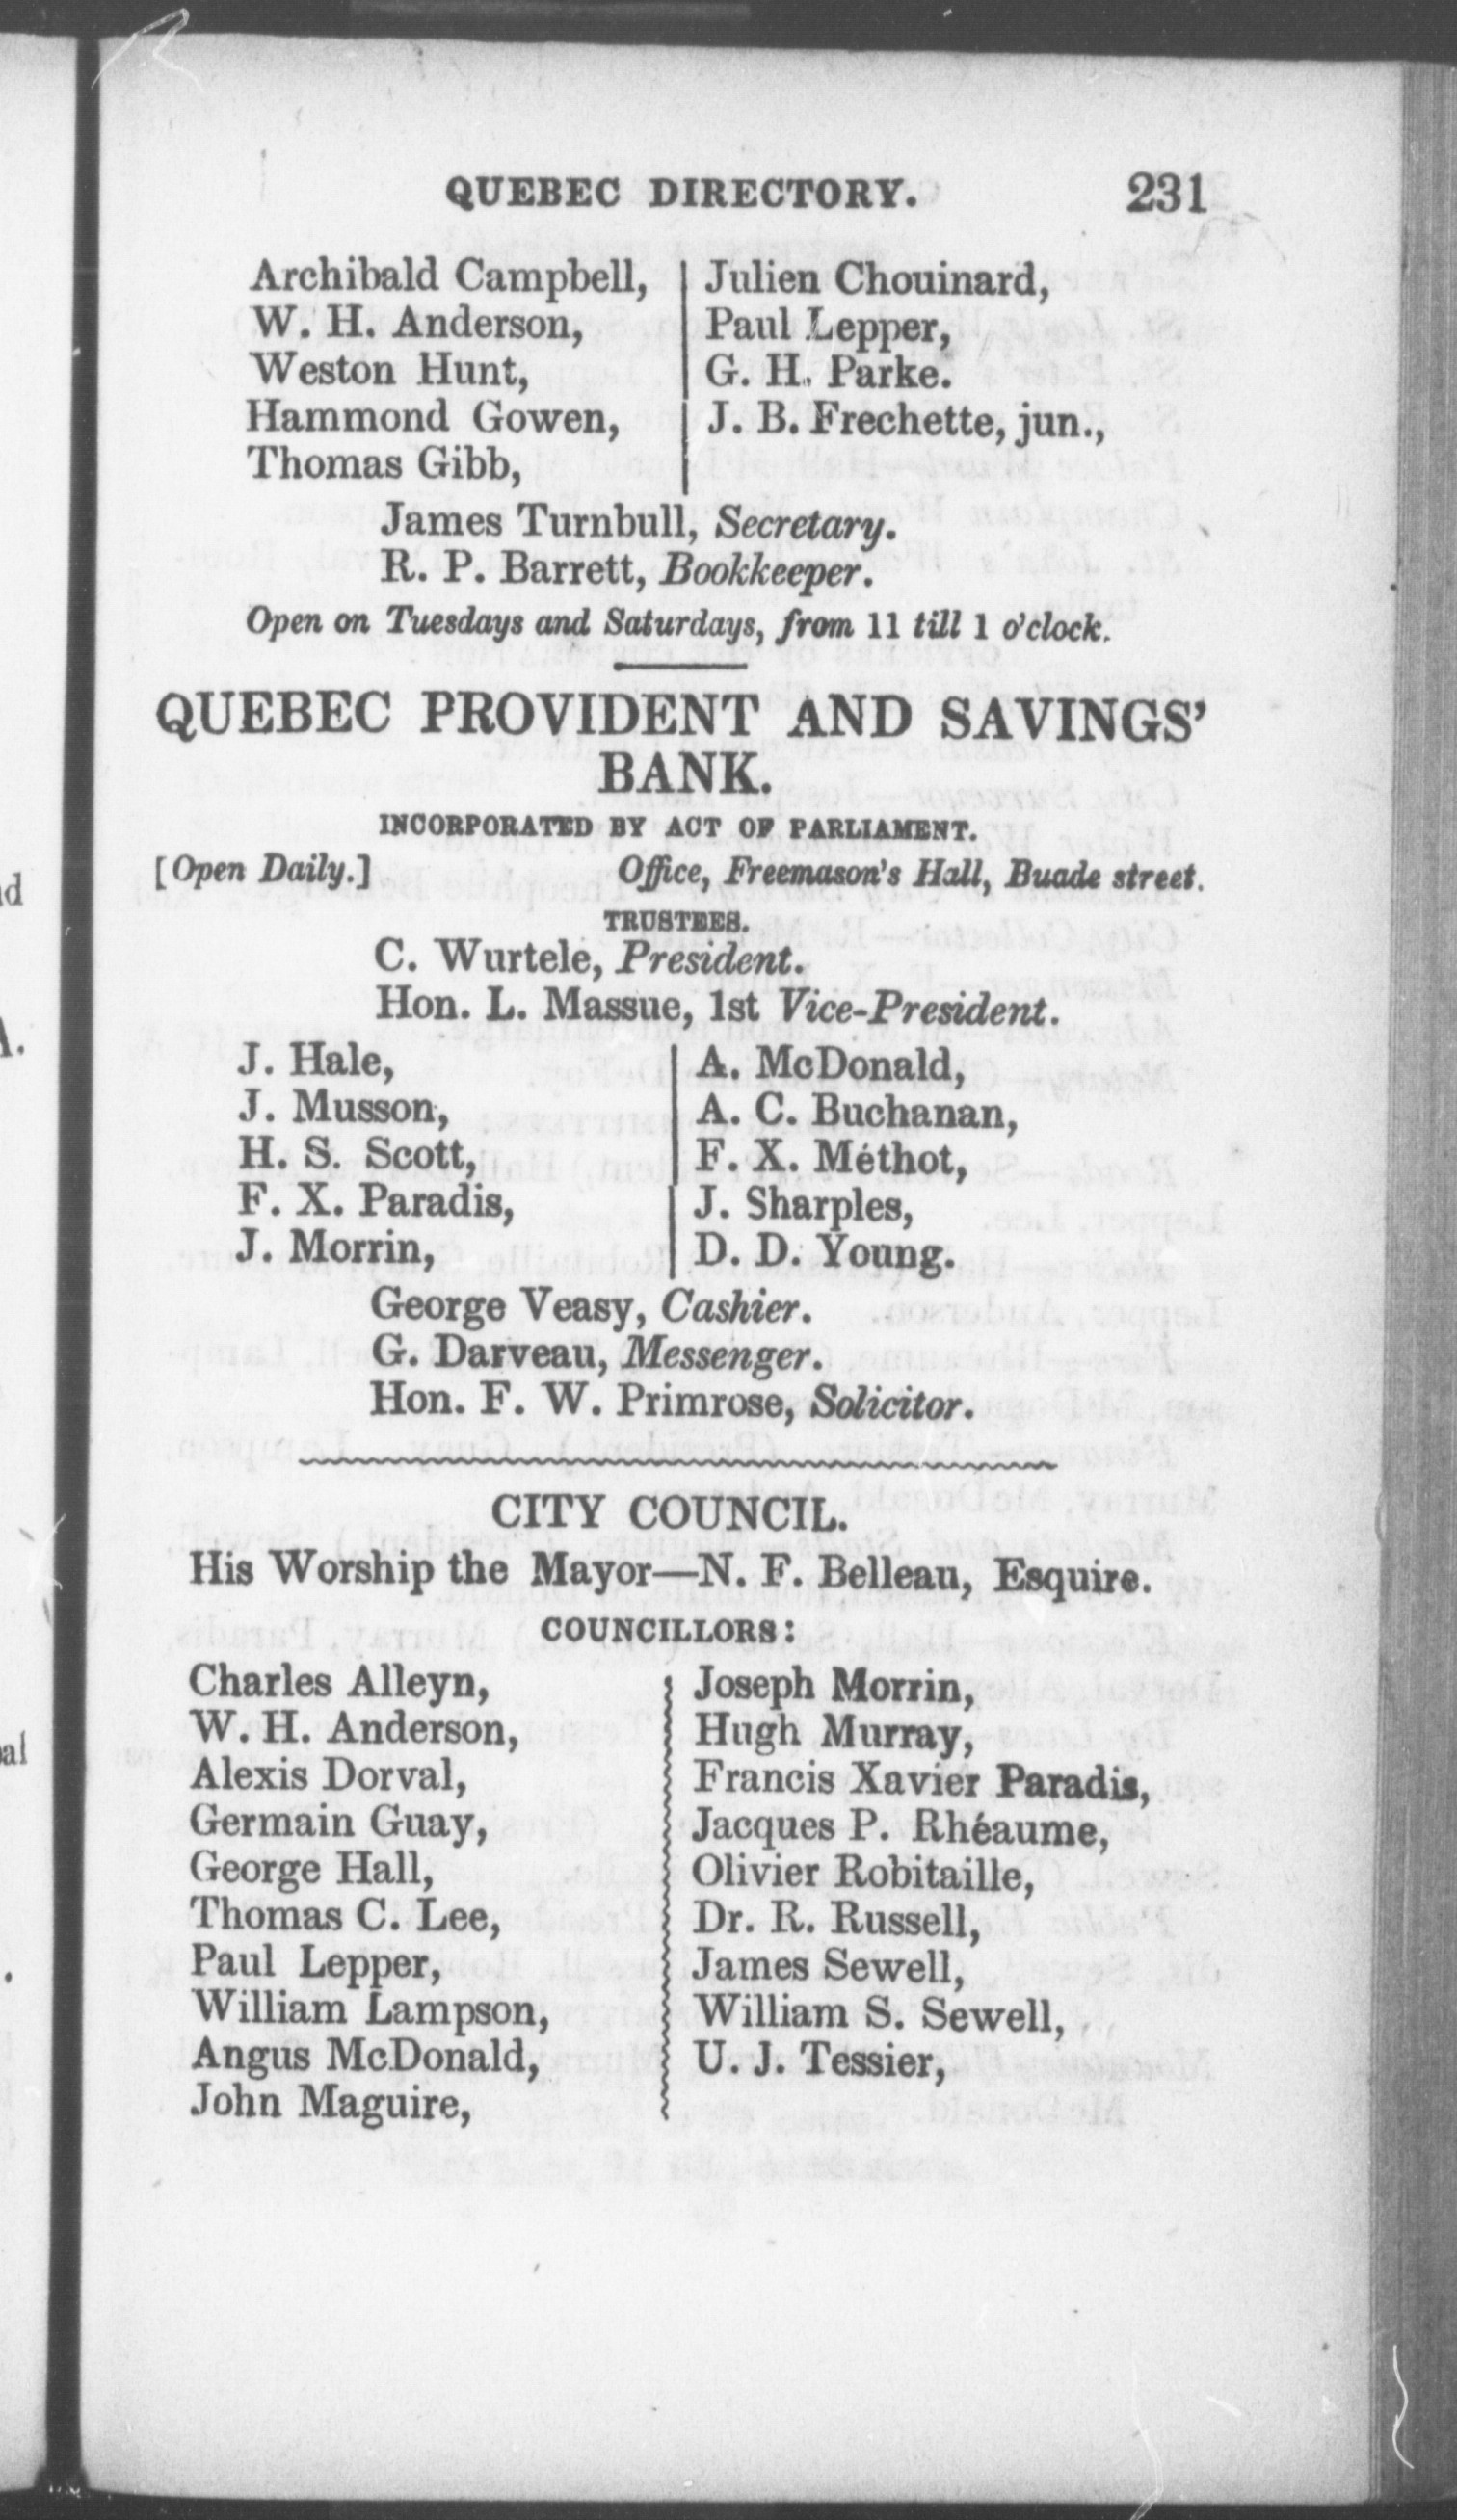 QUEBEC DIRECTORY. 231
Archibald Campbell,
W. H. Anderson,
Weston Hunt,
Hammond Gowen,
Thomas Gibb,
Julien Chouinard,
Paul Lepper,
G. H. Parke.
J. B. Frechette, jun.,
James Turnbull, Secretary.
R. P. Barrett, Bookkeeper.
Open on Tuesdays and Saturdays, from 11 till 1 o'clock.
QUEBEC PROVIDENT AND SAVINGS'
BANK.
INCORPORATED BY ACT OF PARLIAMENT.
[Open Daily.] Office, Freemason's Hall, Buade street.
TRUSTEES.
C. Wurtele, President.
Hon. L. Massue, 1st Vice-President.
J. Hale,
J. Musson,
H. S. Scott,
F. X. Paradis,
J. Morrin,
A. McDonald,
A. C. Buchanan,
F. X. Méthot,
J. Sharples,
D. D. Young.
George Veasy, Cashier.
G. Darveau, Messenger.
Hon. F. W. Primrose, Solicitor.
CITY COUNCIL.
His Worship the Mayor—N. F. Belleau, Esquire.
COUNCILLORS:
Charles Alleyn,
W. H. Anderson,
Alexis Dorval,
Germain Guay,
George Hall,
Thomas C. Lee,
Paul Lepper,
William Lampson,
Angus McDonald,
John Maguire,
Joseph Morrin,
Hugh Murray,
Francis Xavier Paradis,
Jacques P. Rhéaume,
Olivier Robitaille,
Dr. R. Russell,
James Sewell,
William S. Sewell,
U. J. Tessier,